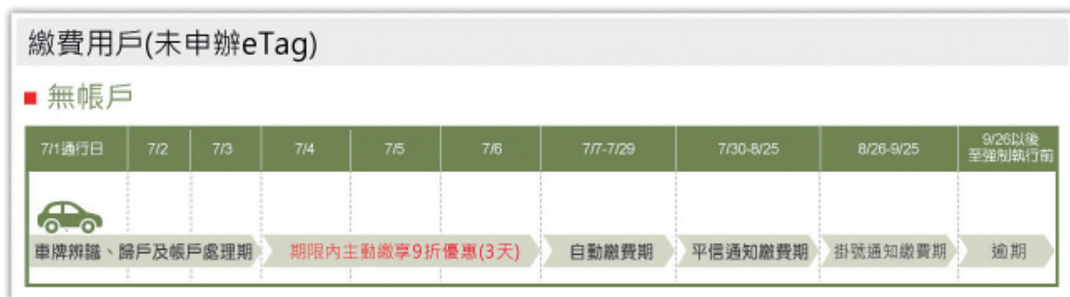 繳費用戶(未申辦eTag)
無帳戶
7/1通行日 7/2 7/3 7/4 7/5 7/6 7/7-7/29 7/30-8/25 8/26-9/25 9/26以後
至強制執行前
車牌辨識、歸戶及帳戶處理期 期限內主動繳享9折優惠(3天) 自動繳費期 平信通知繳費期 掛號通知繳費期 逾期